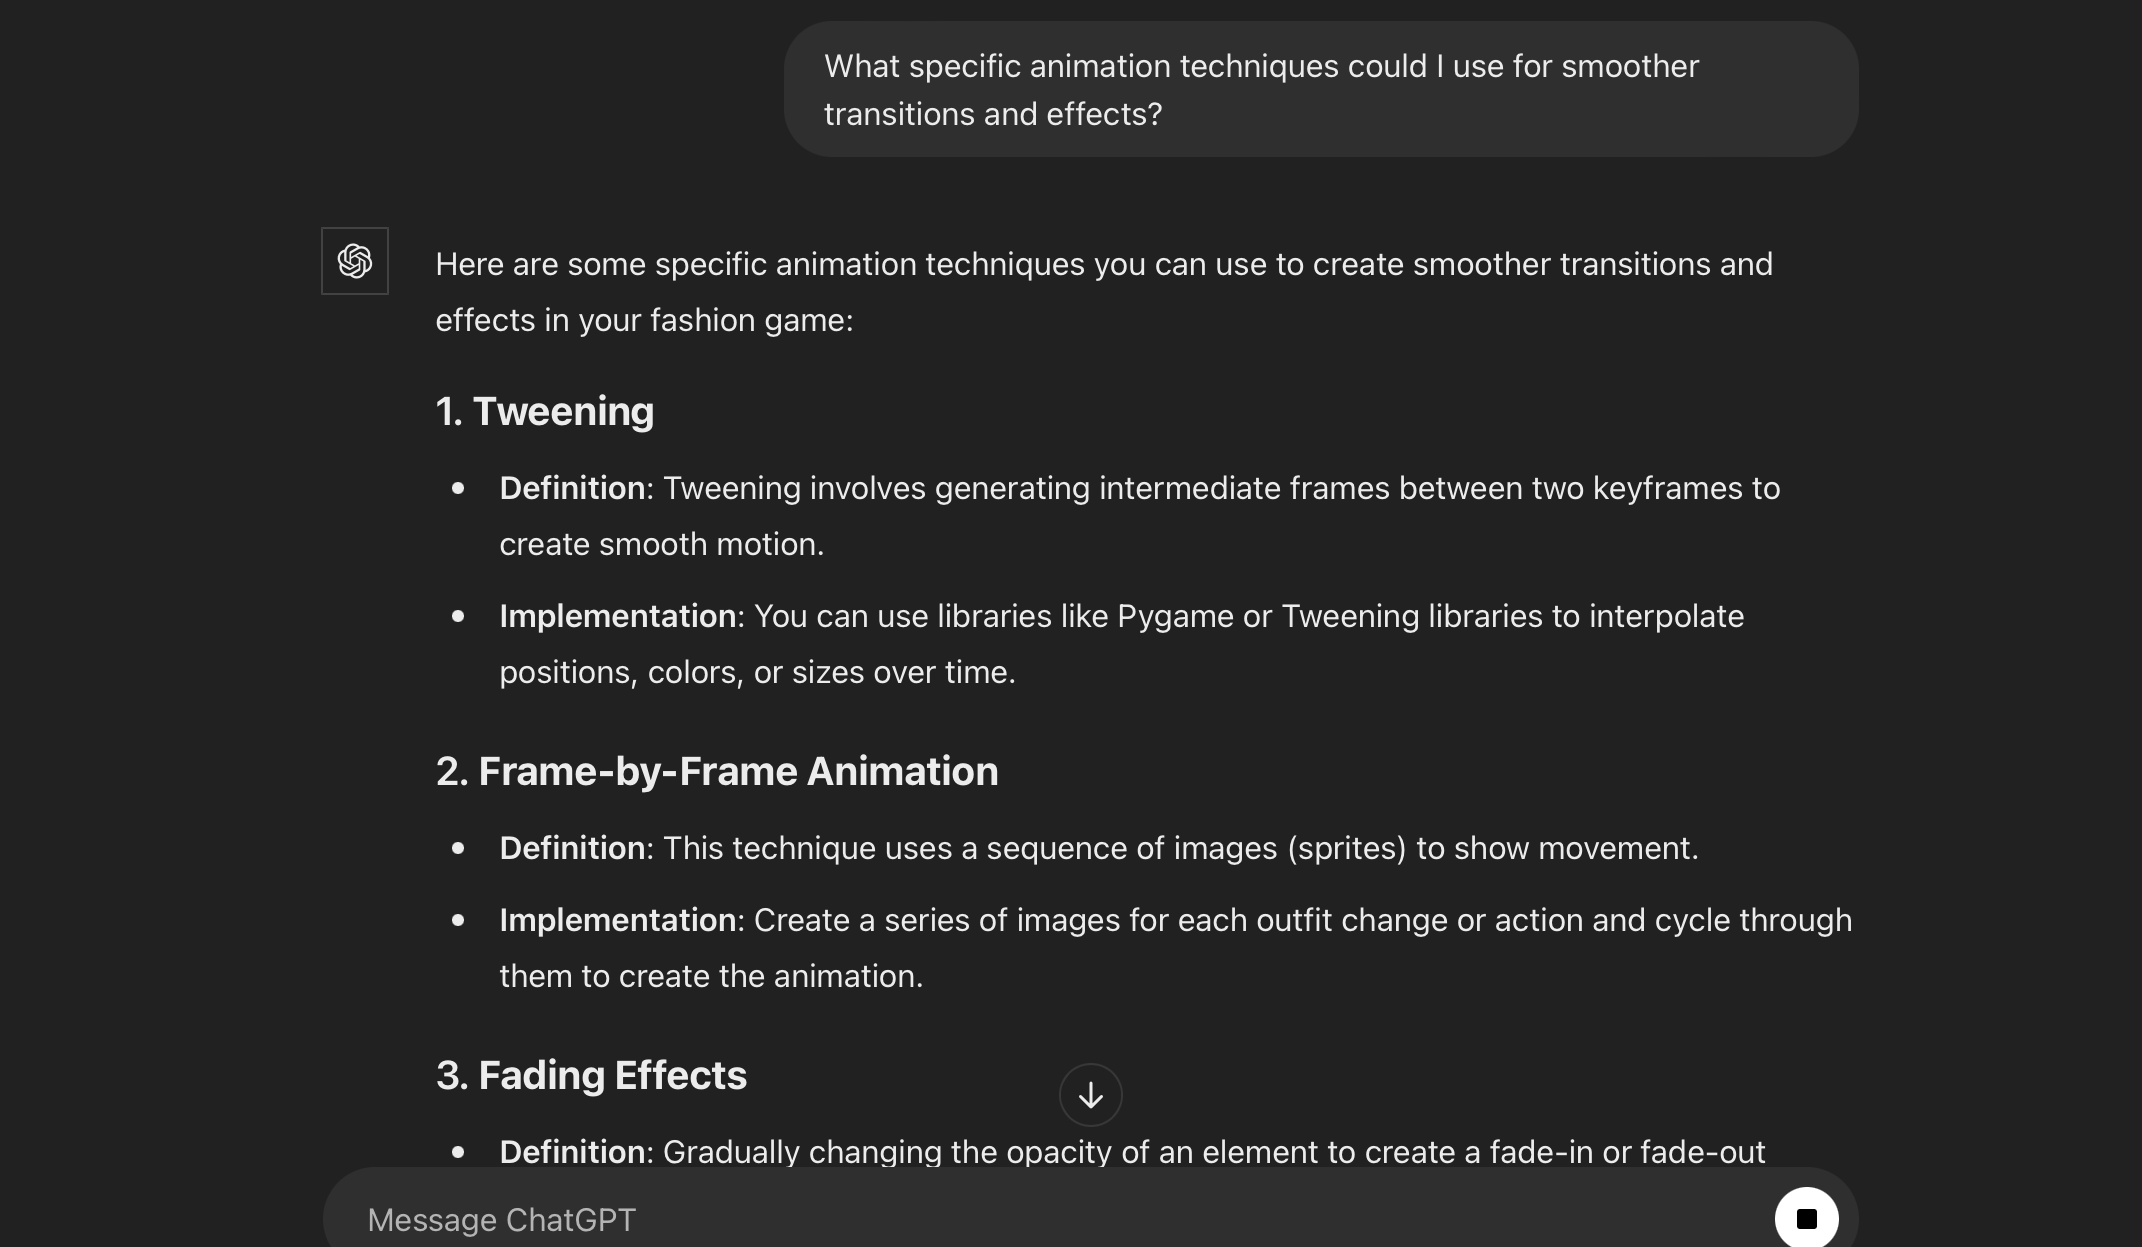 What specific animation techniques could I use for smoother
transitions and effects?
Here are some specific animation techniques you can use to create smoother transitions and
effects in your fashion game:
1. Tweening
• Definition: Tweening involves generating intermediate frames between two keyframes to
create smooth motion.
• Implementation: You can use libraries like Pygame or Tweening libraries to interpolate
positions, colors, or sizes over time.
2. Frame-by-Frame Animation
• Definition: This technique uses a sequence of images (sprites) to show movement.
• Implementation: Create a series of images for each outfit change or action and cycle through
them to create the animation.
3. Fading Effects
• Definition: Gradually changing the opacity of an element to create a fade-in or fade-out
Message ChatGPT